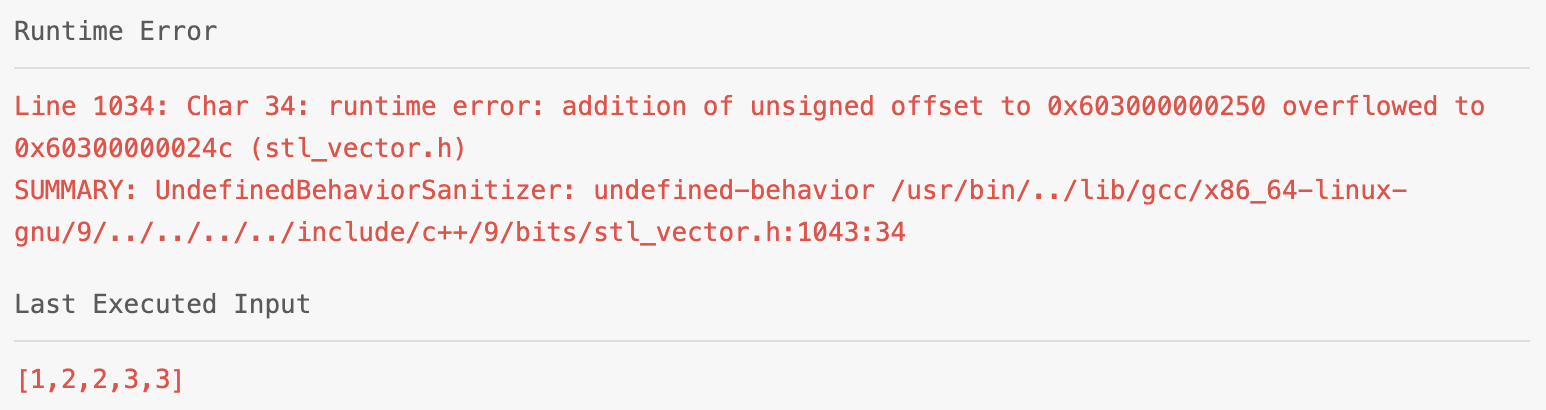 Runtime Error
Line 1034: Char 34: runtime error: addition of unsigned offset to 0x603000000250 overflowed to
0x60300000024c (stl_vector.h)
SUMMARY: UndefinedBehaviorSanitizer: undefined-behavior /usr/bin/../lib/gcc/x86_64-linux-
gnu/9/../../../../include/c++/9/bits/stl_vector.h:1043:34
Last Executed Input
[1,2,2,3,3]